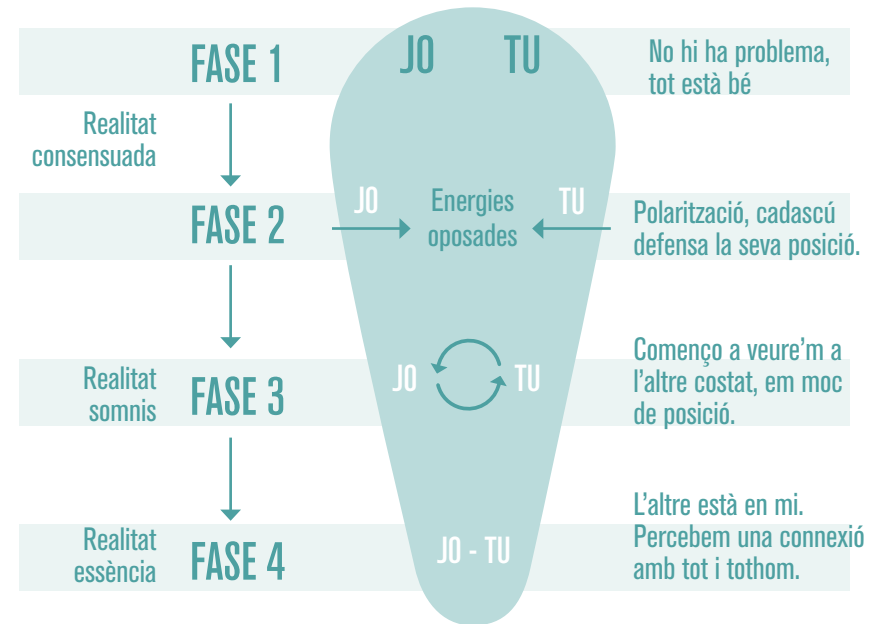 FASE 1
JO TU
No hi ha problema,
tot està bé
Realitat
consensuada
FASE 2
JO
Energies
oposades
TU
Polarització, cadascú
defensa la seva posició.
Realitat
somnis
FASE 3
JO
TU
Començo a veure’m a
l’altre costat, em moc
de posició.
Realitat
essència
FASE 4
JO - TU
L’altre està en mi.
Percebem una connexió
amb tot i tothom.